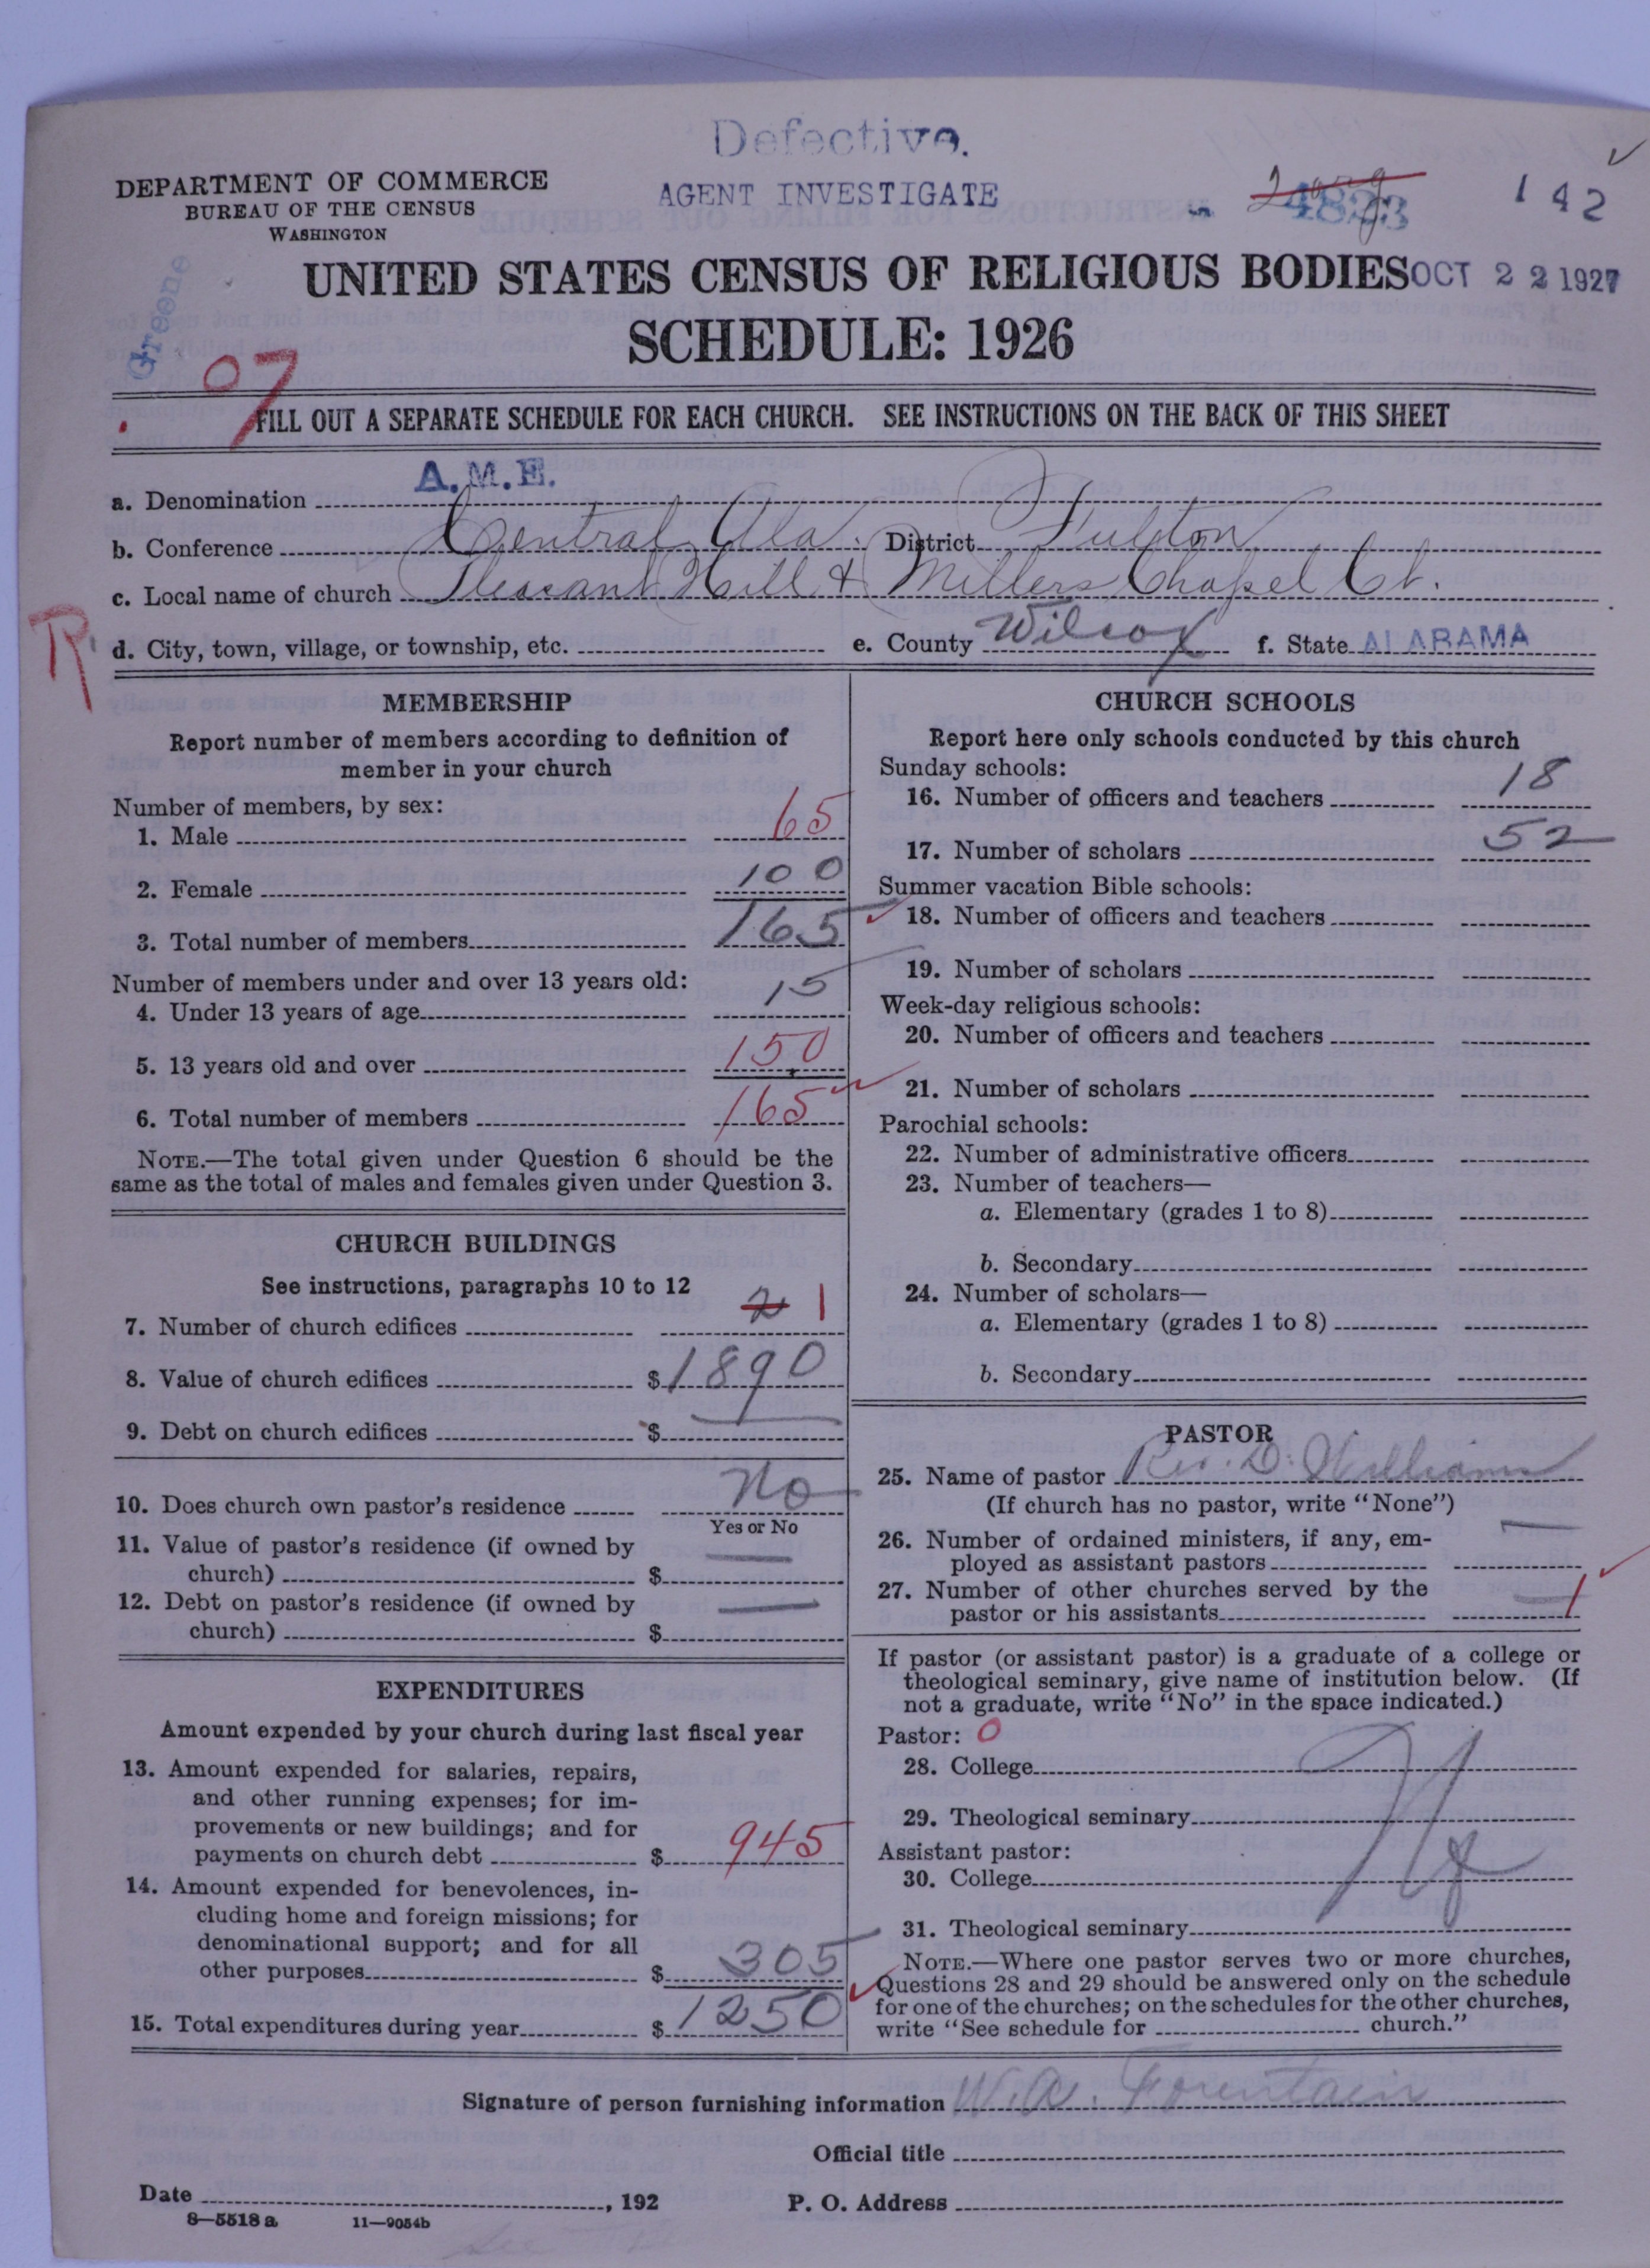 Defective.
DEPARTMENT OF COMMERCE
BUREAU OF THE CENSUS
WASHINGTON
AGENT INVESTIGATE
4823
142
Greene
UNITED STATES CENSUS OF RELIGIOUS BODIES
OCT 22 1927
SCHEDULE: 1926
07
FILL OUT A SEPARATE SCHEDULE FOR EACH CHURCH. SEE INSTRUCTIONS ON THE BACK OF THIS SHEET
a. Denomination A.M.E.
b. Conference Central Ala. District Fulton
c. Local name of church Pleasant Hill & Millers Chapel Ct.
R
d. City, town, village, or township, etc. e. County Wilcox f. State ALABAMA
MEMBERSHIP
Report number of members according to definition of
member in your church
Number of members, by sex:
1. Male 65
2. Female 100
3. Total number of members 165
Number of members under and over 13 years old:
4. Under 13 years of age 15
5. 13 years old and over 150
6. Total number of members 165
NOTE.—The total given under Question 6 should be the
same as the total of males and females given under Question 3.
CHURCH BUILDINGS
See instructions, paragraphs 10 to 12
7. Number of church edifices 2 1
8. Value of church edifices $ 1890
9. Debt on church edifices $ —
10. Does church own pastor's residence No
Yes or No
11. Value of pastor's residence (if owned by
church) $ —
12. Debt on pastor's residence (if owned by
church) $ —
EXPENDITURES
Amount expended by your church during last fiscal year
13. Amount expended for salaries, repairs,
and other running expenses; for im-
provements or new buildings; and for
payments on church debt $ 945
14. Amount expended for benevolences, in-
cluding home and foreign missions; for
denominational support; and for all
other purposes $ 305
15. Total expenditures during year $ 1250
CHURCH SCHOOLS
Report here only schools conducted by this church
Sunday schools:
16. Number of officers and teachers 18
17. Number of scholars 52
Summer vacation Bible schools:
18. Number of officers and teachers
19. Number of scholars
Week-day religious schools:
20. Number of officers and teachers
21. Number of scholars
Parochial schools:
22. Number of administrative officers
23. Number of teachers—
a. Elementary (grades 1 to 8)
b. Secondary
24. Number of scholars—
a. Elementary (grades 1 to 8)
b. Secondary
PASTOR
25. Name of pastor Rev. D. Williams
(If church has no pastor, write "None")
26. Number of ordained ministers, if any, em-
ployed as assistant pastors —
27. Number of other churches served by the
pastor or his assistants 1
If pastor (or assistant pastor) is a graduate of a college or
theological seminary, give name of institution below. (If
not a graduate, write "No" in the space indicated.)
Pastor: 0
28. College
29. Theological seminary
Assistant pastor:
30. College
31. Theological seminary
NOTE.—Where one pastor serves two or more churches,
Questions 28 and 29 should be answered only on the schedule
for one of the churches; on the schedules for the other churches,
write "See schedule for church."
Signature of person furnishing information W. A. Fountain
Official title
Date , 192 P. O. Address
8—5518 a 11—9054b